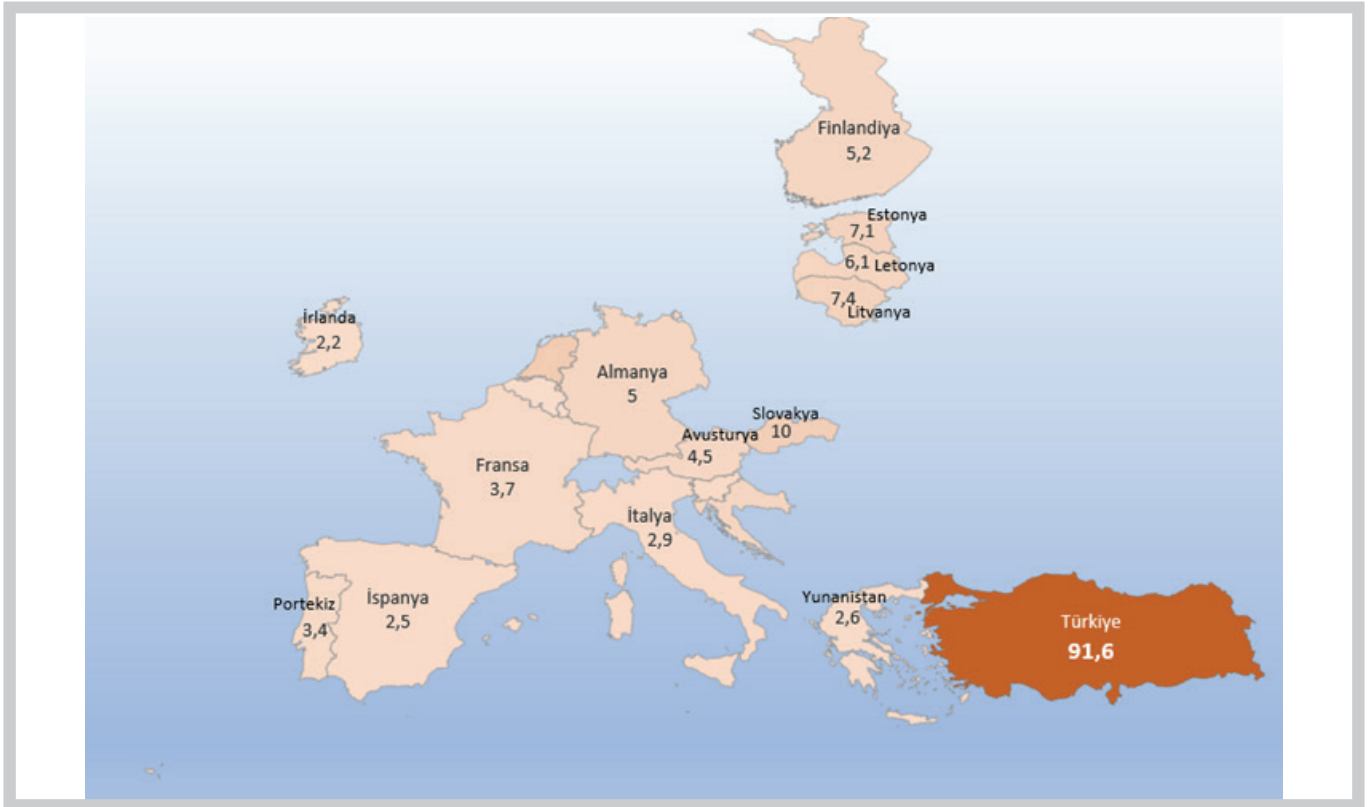 Finlandiya
5,2
Estonya
7,1
6,1 Letonya
7,4
Litvanya
İrlanda
2,2
Almanya
5
Slovakya
10
Avusturya
4,5
Fransa
3,7
İtalya
2,9
Portekiz
3,4
İspanya
2,5
Yunanistan
2,6
Türkiye
91,6